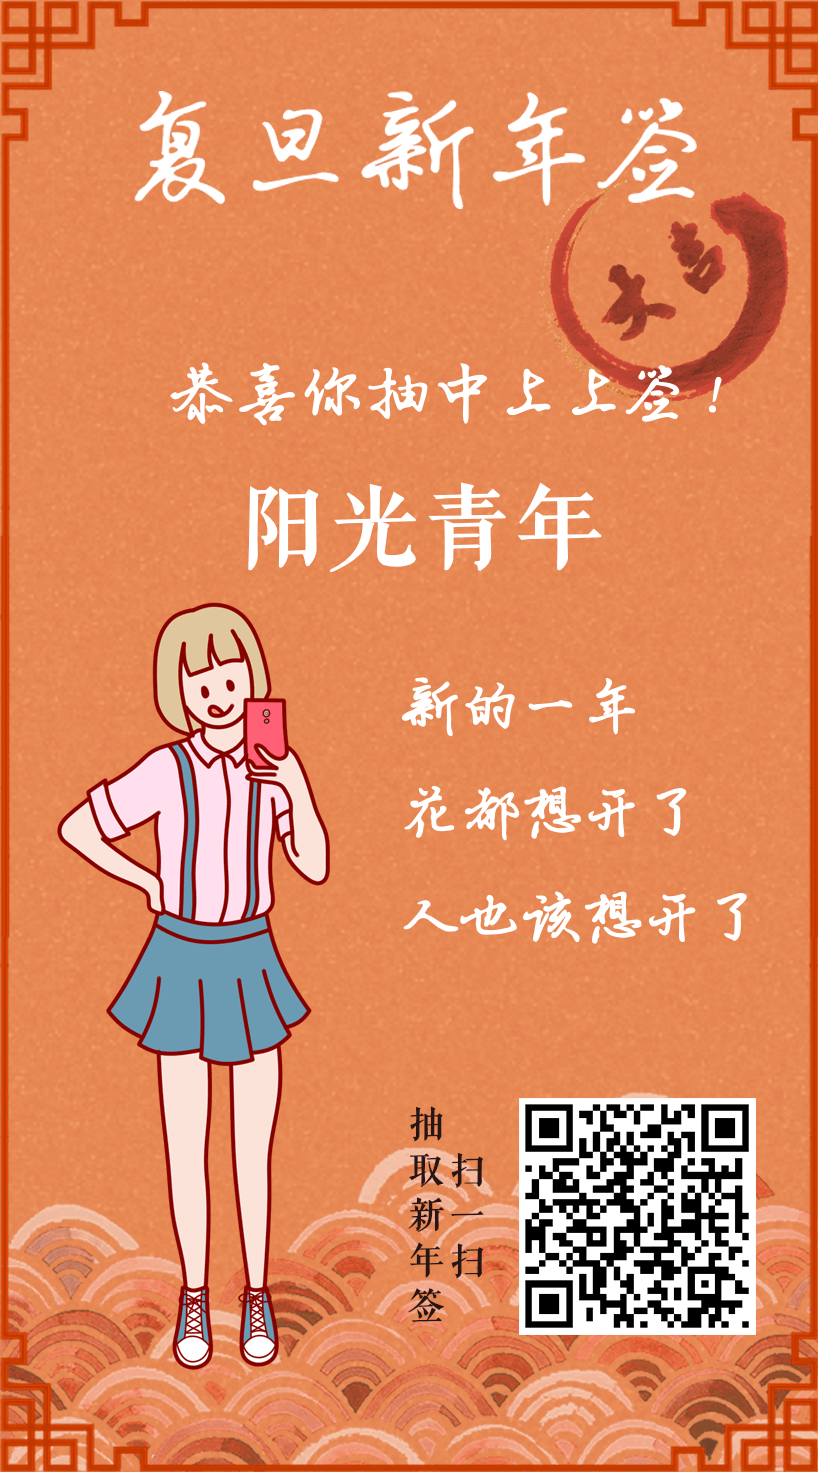 复旦新年签
大喜
恭喜你抽中上上签！
阳光青年
新的一年
花都想开了
人也该想开了
扫一扫
抽取新年签